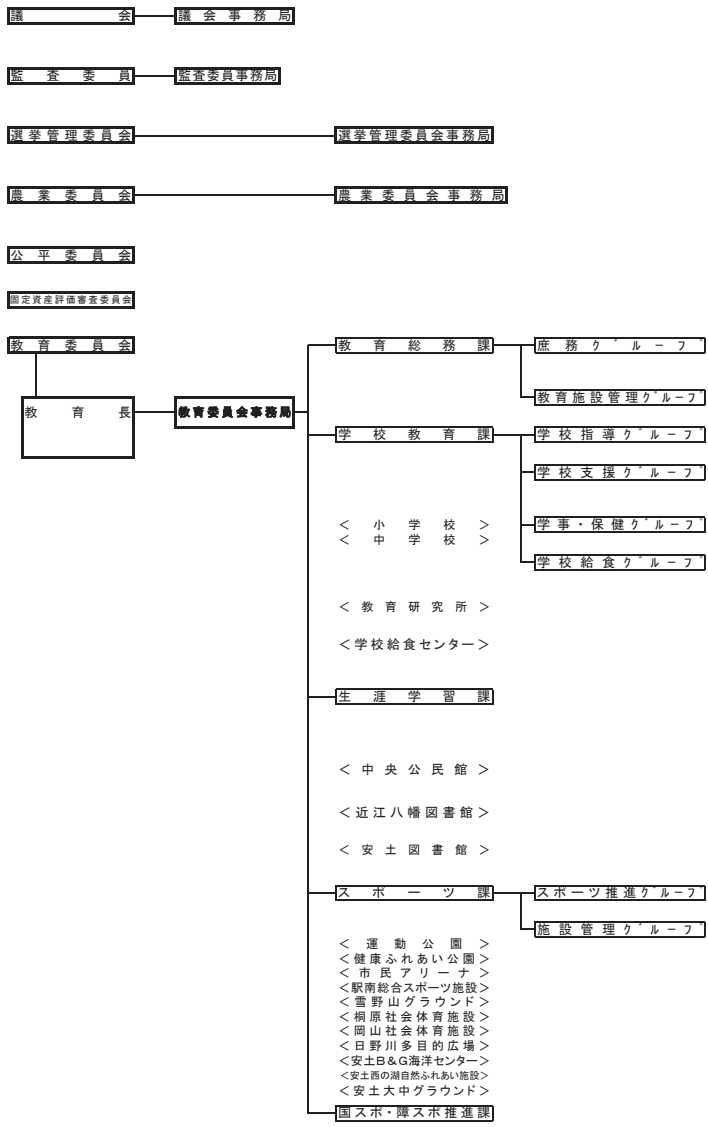 議会 議会事務局
監査委員 監査委員事務局
選挙管理委員会 選挙管理委員会事務局
農業委員会 農業委員会事務局
公平委員会
固定資産評価審査委員会
教育委員会 教育総務課 庶務グループ
教育施設管理グループ
教育長 教育委員会事務局
学校教育課 学校指導グループ
学校支援グループ
<小学校> 学事・保健グループ
<中学校>
学校給食グループ
<教育研究所>
<学校給食センター>
生涯学習課
<中央公民館>
<近江八幡図書館>
<安土図書館>
スポーツ課 スポーツ推進グループ
施設管理グループ
<運動公園>
<健康ふれあい公園>
<市民アリーナ>
<駅南総合スポーツ施設>
<雪野山グラウンド>
<桐原社会体育施設>
<岡山社会体育施設>
<日野川多目的広場>
<安土B&G海洋センター>
<安土西の湖自然ふれあい施設>
<安土大中グラウンド>
国スポ・障スポ推進課